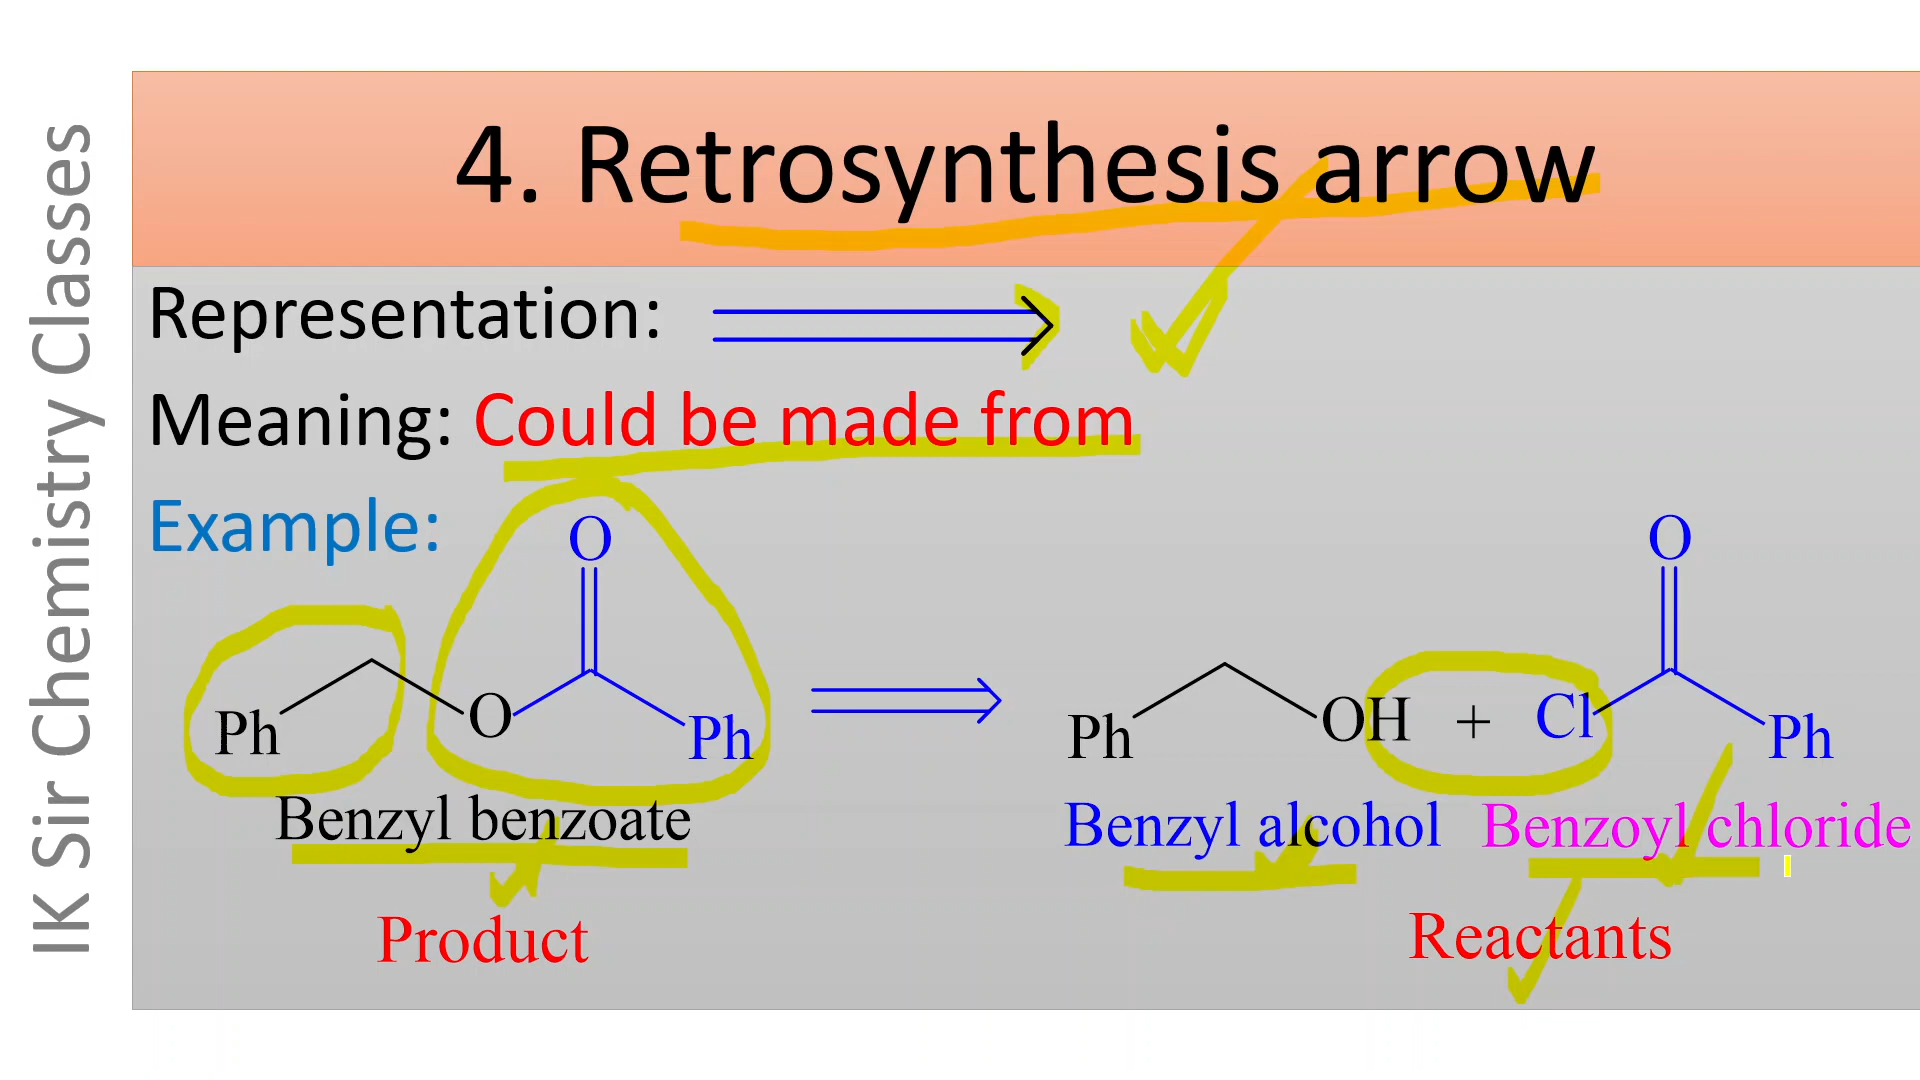 IK Sir Chemistry Classes
4. Retrosynthesis arrow
Representation:
Meaning: Could be made from
Example:
O
Ph O Ph
Benzyl benzoate
Product
O
Ph OH + Cl Ph
Benzyl alcohol Benzoyl chloride
Reactants